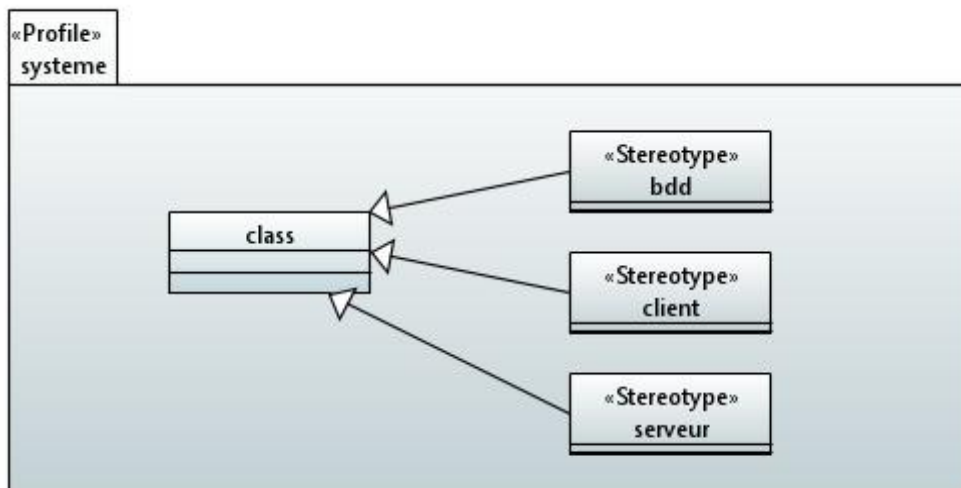 «Profile»
systeme
«Stereotype»
bdd
class
«Stereotype»
client
«Stereotype»
serveur